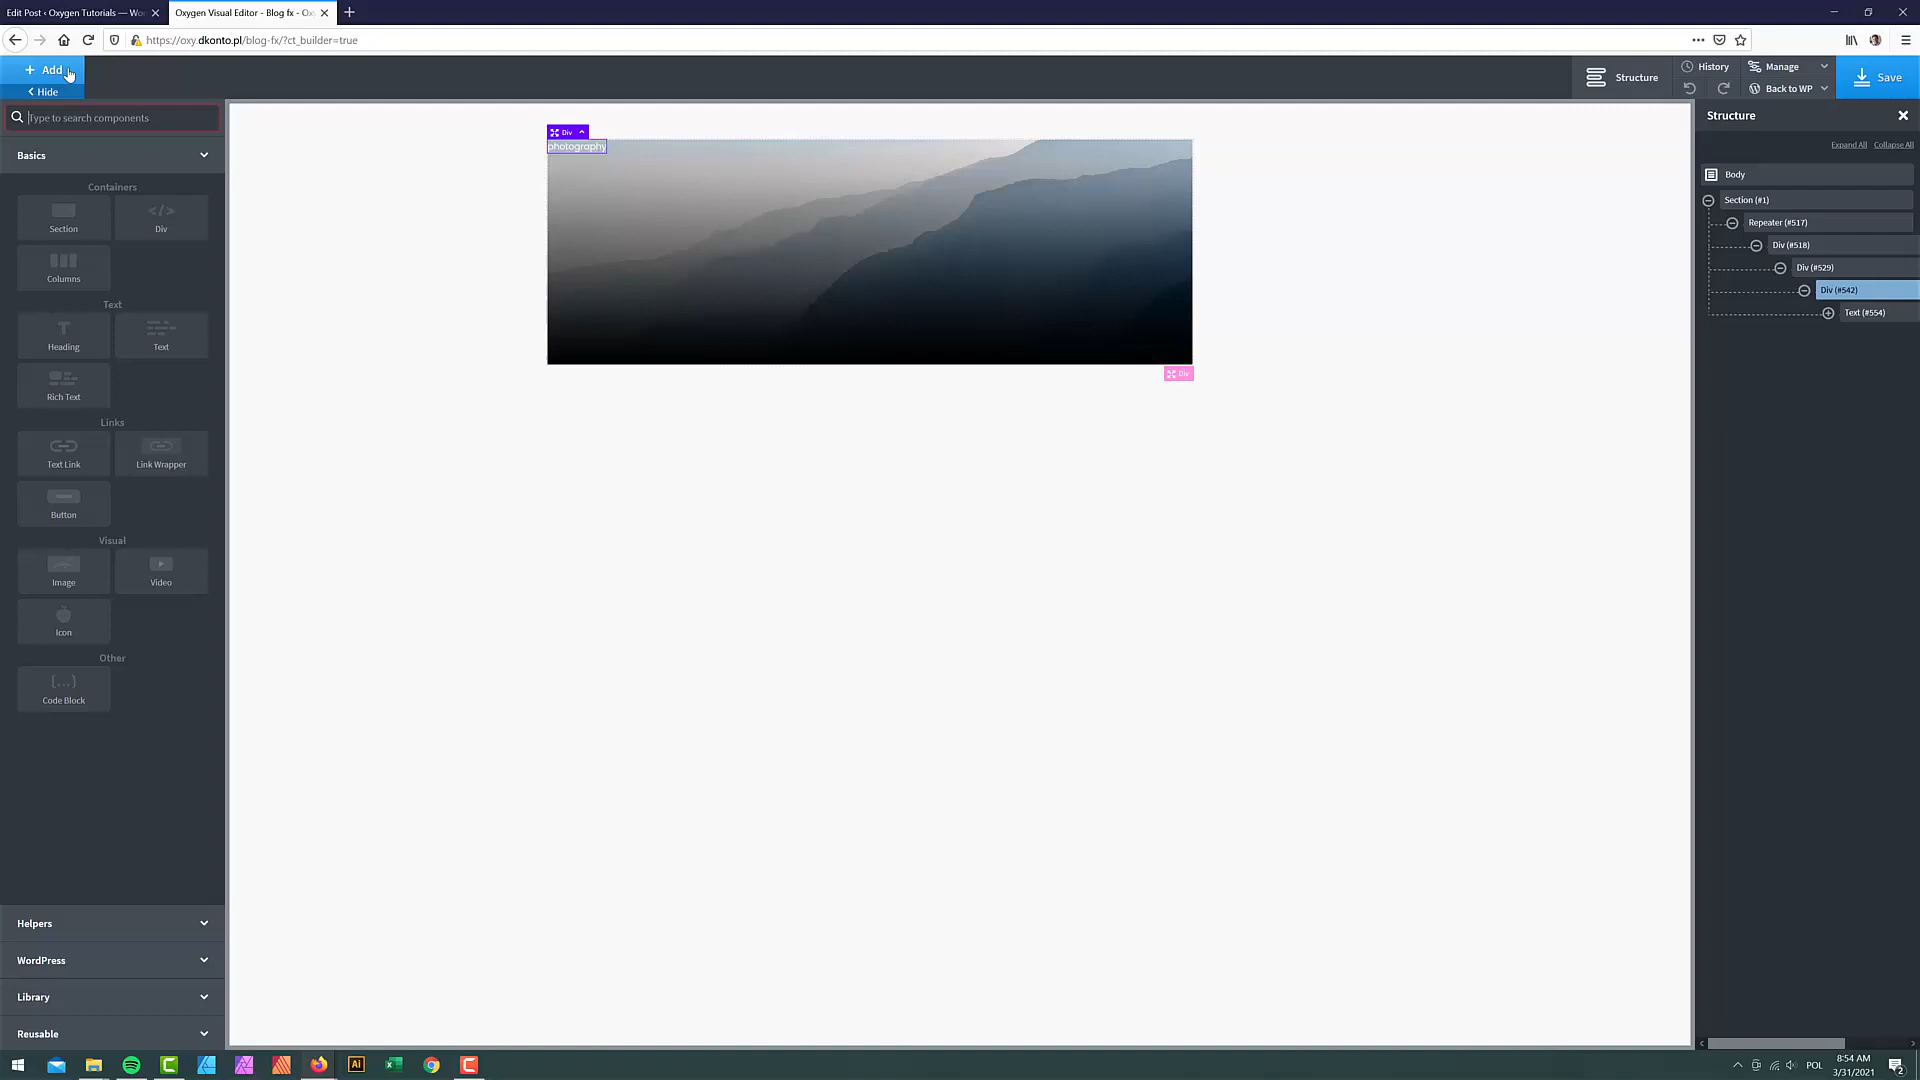 Edit Post ‹ Oxygen Tutorials — Wor
Oxygen Visual Editor - Blog fx - Ox
https://oxy.dkonto.pl/blog-fx/?ct_builder=true
+ Add
Hide
Structure
History
Manage
Back to WP
Save
Type to search components
Basics
Containers
Section
Div
Columns
Text
Heading
Text
Rich Text
Links
Text Link
Link Wrapper
Button
Visual
Image
Video
Icon
Other
{...}
Code Block
Helpers
WordPress
Library
Reusable
Div
photography
Div
Structure
Expand All
Collapse All
Body
Section (#1)
Repeater (#517)
Div (#518)
Div (#529)
Div (#542)
Text (#554)
Ai
POL
8:54 AM
3/31/2021
2